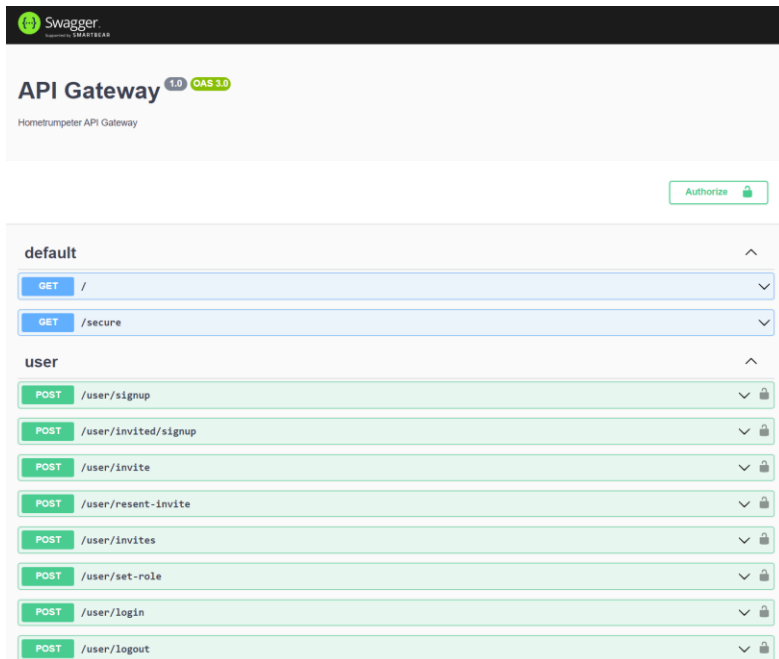 Swagger.
Supported by SMARTBEAR
API Gateway 1.0 OAS 3.0
Hometrumpeter API Gateway
Authorize
default
GET /
GET /secure
user
POST /user/signup
POST /user/invited/signup
POST /user/invite
POST /user/resent-invite
POST /user/invites
POST /user/set-role
POST /user/login
POST /user/logout